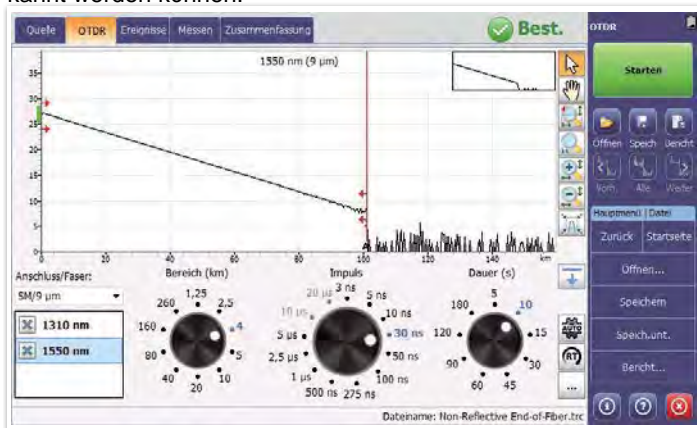 kannt werden können.
Quelle OTDR Ereignisse Messen Zusammenfassung
Best.
OTDR
1550 nm (9 µm)
35
30
25
20
15
10
5
0
0 20 40 60 80 100 120 140 km
Starten
Öffnen Speich Bericht
Vorh. Alle Weiter
Hauptmenü | Datei
Zurück Startseite
Öffnen...
Speichern
Speich.unt.
Bericht...
Anschluss/Faser:
SM/9 µm
1310 nm
1550 nm
Bereich (km)
1,25
2,5
4
5
10
20
40
80
160
260
Impuls
3 ns
5 ns
10 ns
30 ns
50 ns
100 ns
275 ns
500 ns
1 µs
2,5 µs
5 µs
10 µs
20 µs
Dauer (s)
5
10
15
30
45
60
90
120
180
AUTO
RT
...
Dateiname: Non-Reflective End-of-Fiber.trc